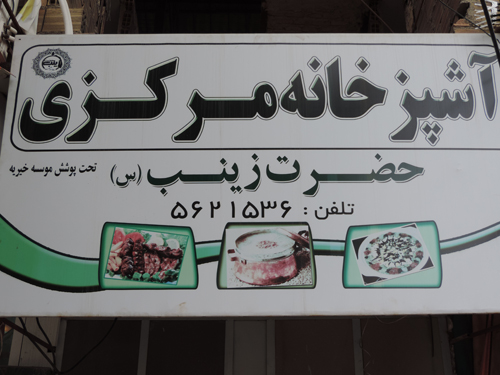 آشپزخانه مرکزی
حضرت زینب (س)
تحت پوشش موسسه خیریه
تلفن : ۵۶۲۱۵۳۶